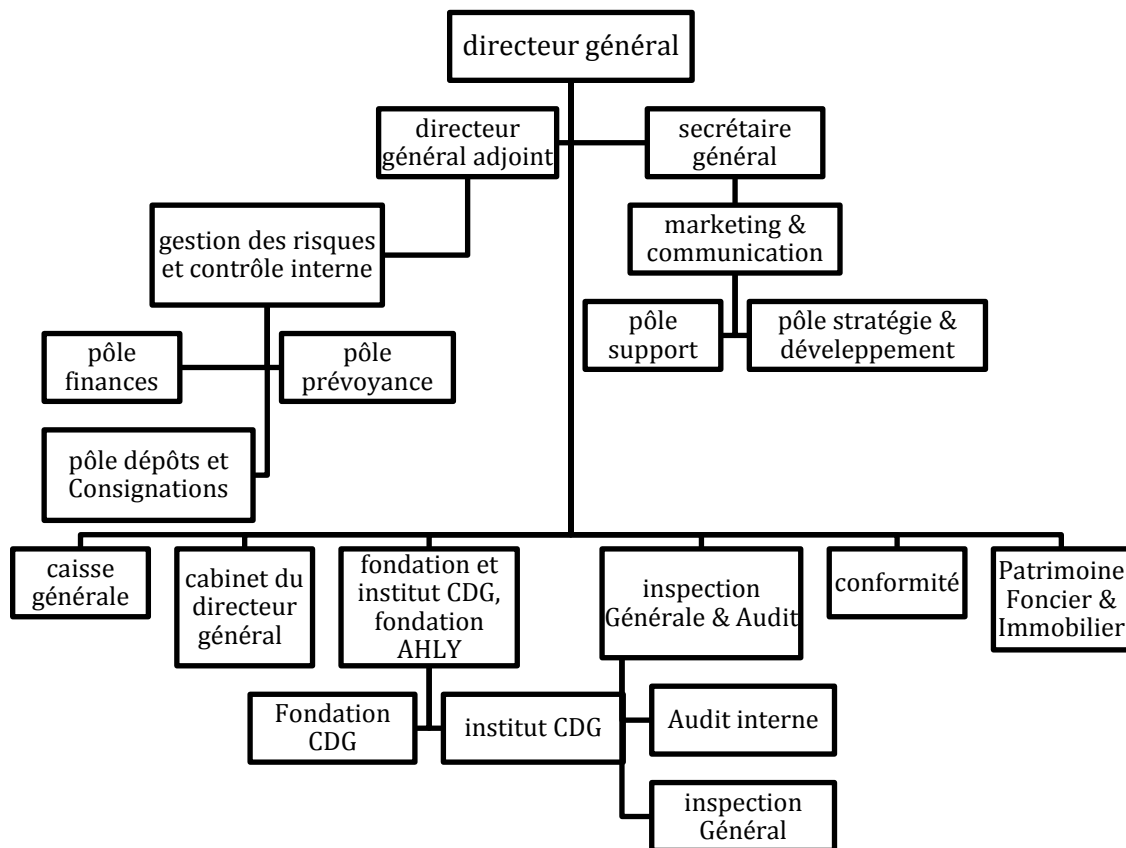 directeur général
directeur
général adjoint
secrétaire
général
gestion des risques
et contrôle interne
marketing &
communication
pôle
finances
pôle
prévoyance
pôle
support
pôle stratégie &
déveleppement
pôle dépôts et
Consignations
caisse
générale
cabinet du
directeur
général
fondation et
institut CDG,
fondation
AHLY
inspection
Générale & Audit
conformité
Patrimoine
Foncier &
Immobilier
Fondation
CDG
institut CDG
Audit interne
inspection
Général